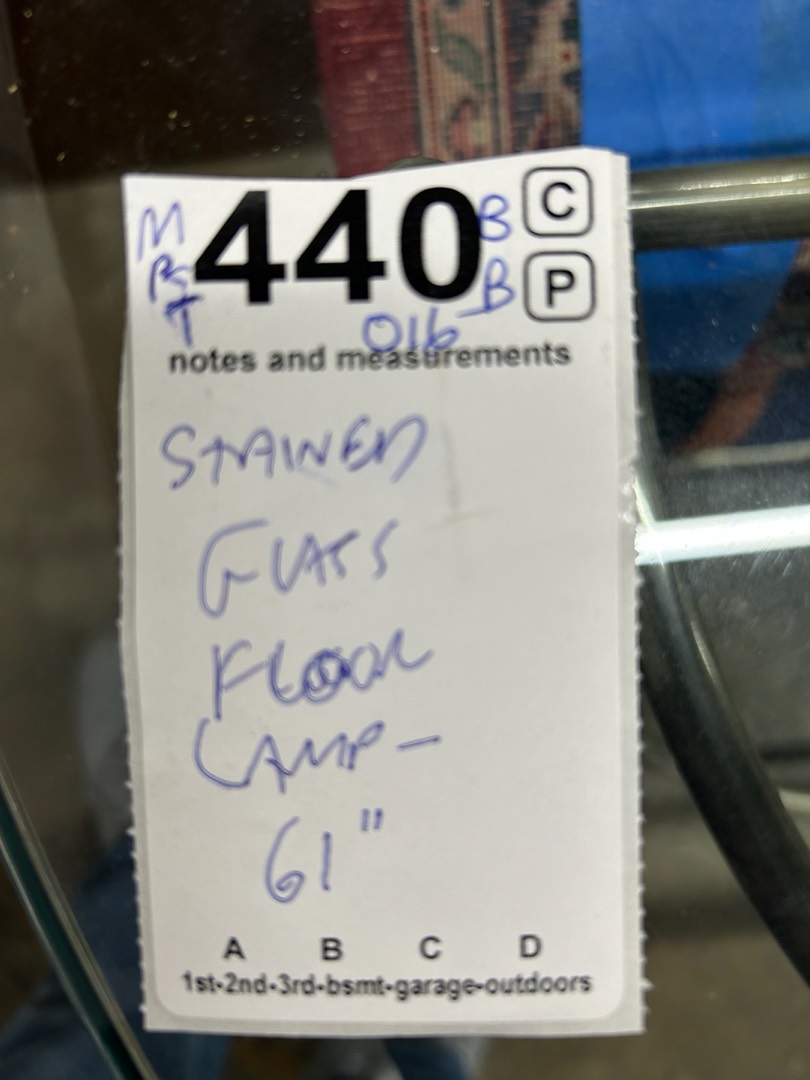 M 440 B C
B P
T 016
notes and measurements
STAINED
GLASS
FLOOR
LAMP-
61"
A B C D
1st-2nd-3rd-bsmt-garage-outdoors